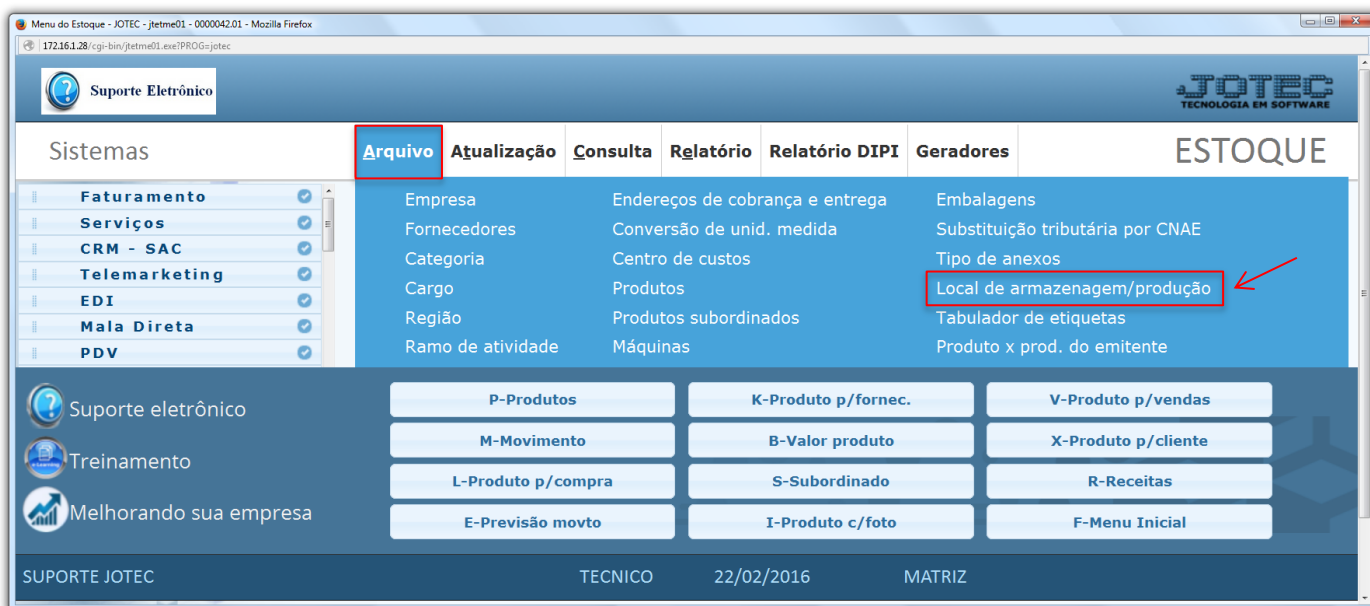 Menu do Estoque - JOTEC - jtetme01 - 0000042.01 - Mozilla Firefox
172.16.1.28/cgi-bin/jtetme01.exe?PROG=jotec
Suporte Eletrônico
JOTEC
TECNOLOGIA EM SOFTWARE
Sistemas
Arquivo Atualização Consulta Relatório Relatório DIPI Geradores
ESTOQUE
Faturamento
Serviços
CRM - SAC
Telemarketing
EDI
Mala Direta
PDV
Empresa
Fornecedores
Categoria
Cargo
Região
Ramo de atividade
Endereços de cobrança e entrega
Conversão de unid. medida
Centro de custos
Produtos
Produtos subordinados
Máquinas
Embalagens
Substituição tributária por CNAE
Tipo de anexos
Local de armazenagem/produção
Tabulador de etiquetas
Produto x prod. do emitente
Suporte eletrônico
Treinamento
Melhorando sua empresa
P-Produtos K-Produto p/fornec. V-Produto p/vendas
M-Movimento B-Valor produto X-Produto p/cliente
L-Produto p/compra S-Subordinado R-Receitas
E-Previsão movto I-Produto c/foto F-Menu Inicial
SUPORTE JOTEC TECNICO 22/02/2016 MATRIZ